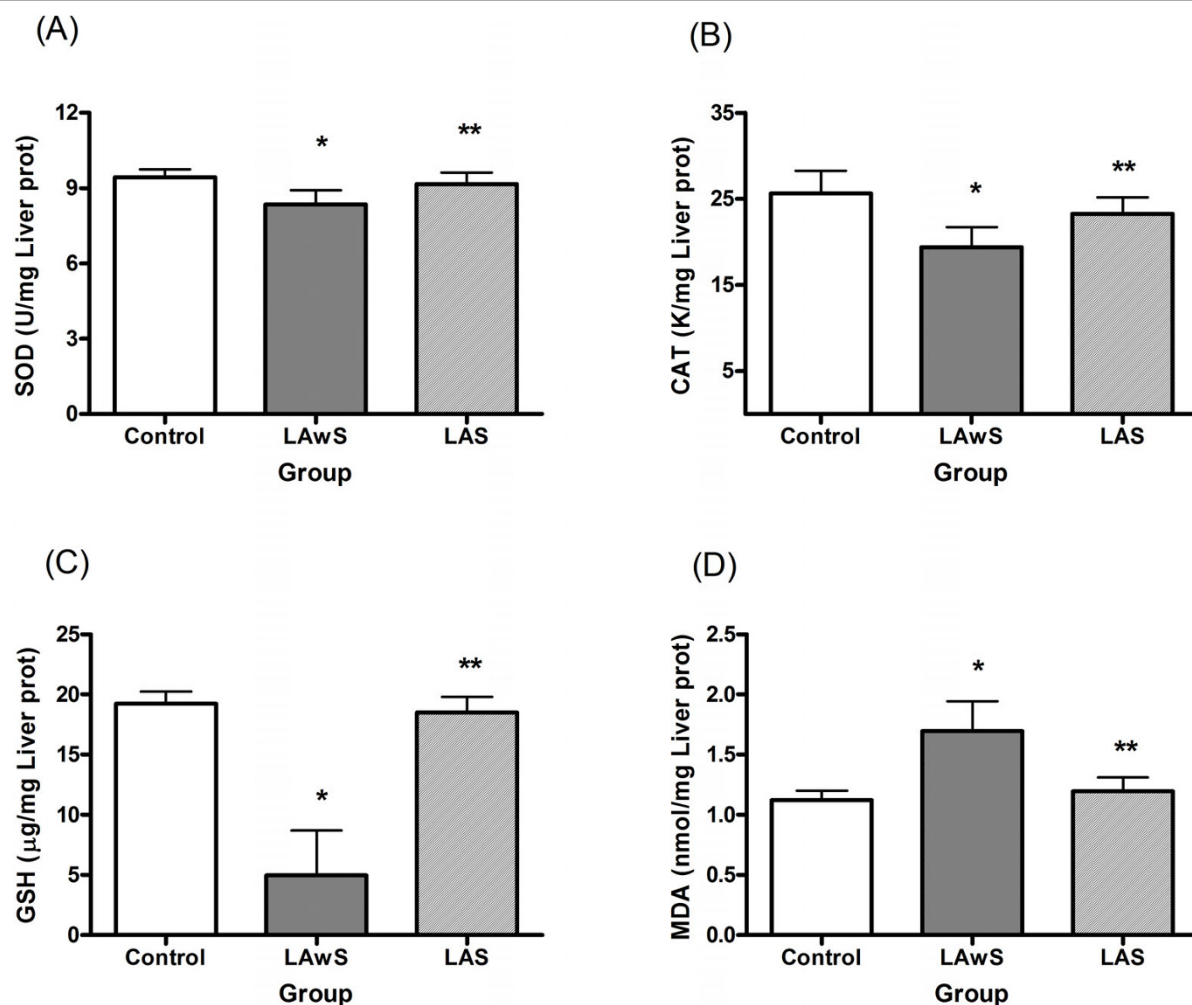 (A)
SOD (U/mg Liver prot)
12
9
6
3
0
*
**
Control LAwS LAS
Group
(B)
CAT (K/mg Liver prot)
35
25
15
5
*
**
Control LAwS LAS
Group
(C)
GSH (μg/mg Liver prot)
25
20
15
10
5
0
*
**
Control LAwS LAS
Group
(D)
MDA (nmol/mg Liver prot)
2.5
2.0
1.5
1.0
0.5
0.0
*
**
Control LAwS LAS
Group